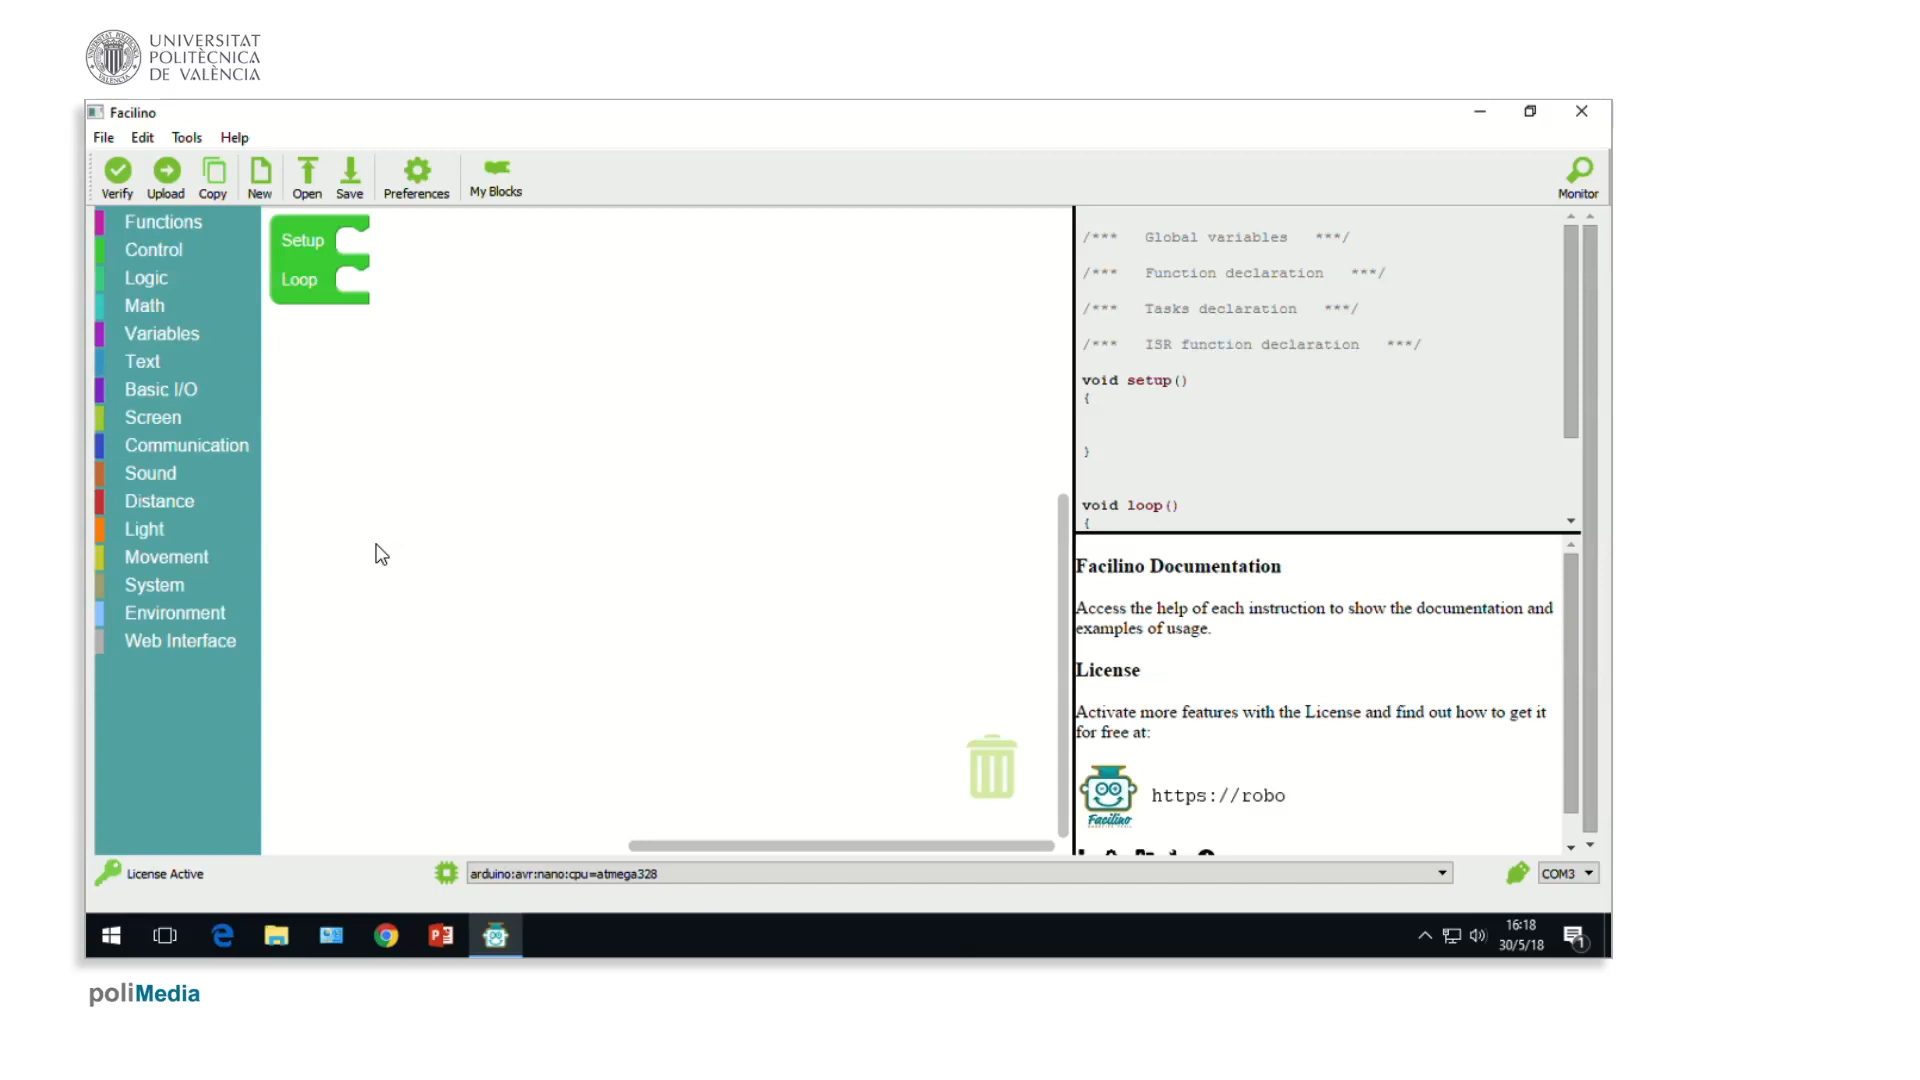 UNIVERSITAT
POLITÈCNICA
DE VALÈNCIA
Facilino
File Edit Tools Help
Verify Upload Copy New Open Save Preferences My Blocks Monitor
Functions
Control
Logic
Math
Variables
Text
Basic I/O
Screen
Communication
Sound
Distance
Light
Movement
System
Environment
Web Interface
Setup
Loop
/*** Global variables ***/
/*** Function declaration ***/
/*** Tasks declaration ***/
/*** ISR function declaration ***/
void setup()
{
}
void loop()
{
Facilino Documentation
Access the help of each instruction to show the documentation and
examples of usage.
License
Activate more features with the License and find out how to get it
for free at:
Facilino
https://robo
License Active
arduino:avr:nano:cpu=atmega328
COM3
16:18
30/5/18
1
poliMedia